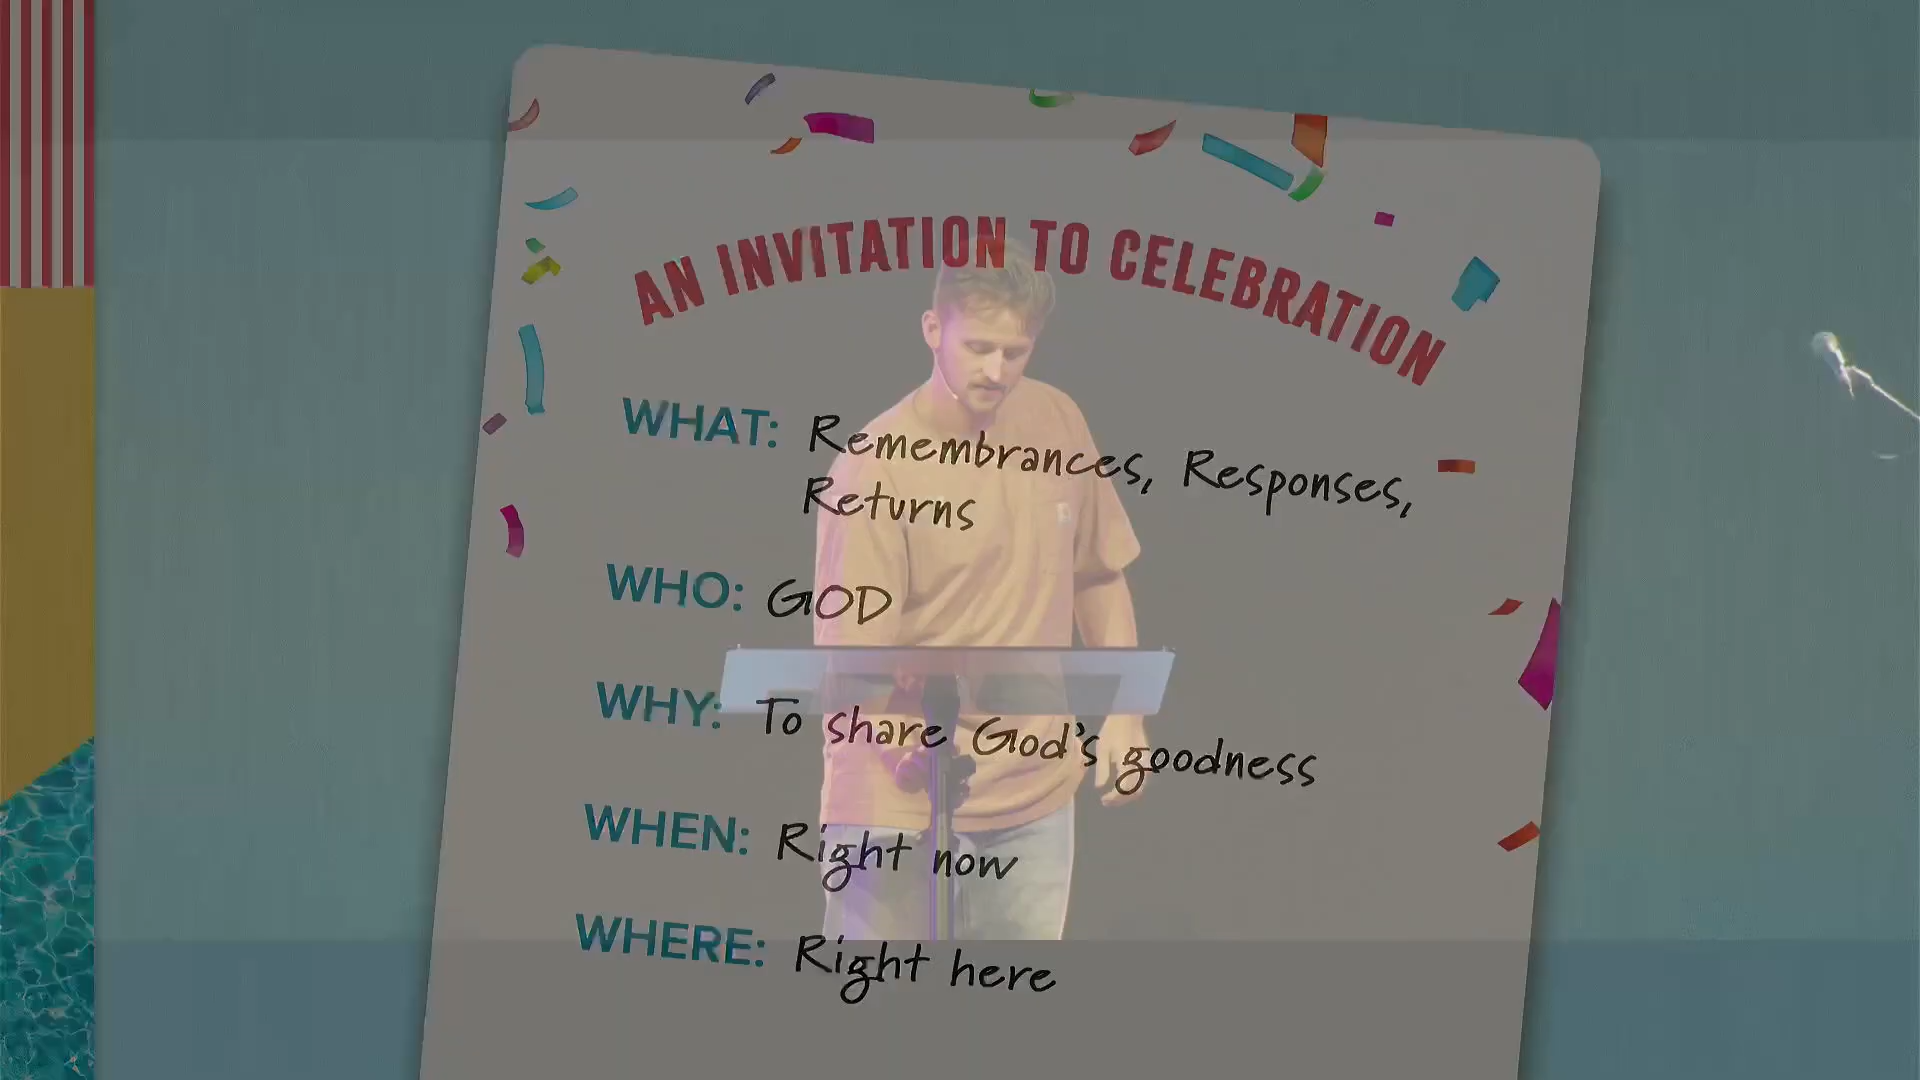 AN INVITATION TO CELEBRATION
WHAT: Remembrances, Responses,
Returns
WHO: GOD
WHY: To share God's goodness
WHEN: Right now
WHERE: Right here